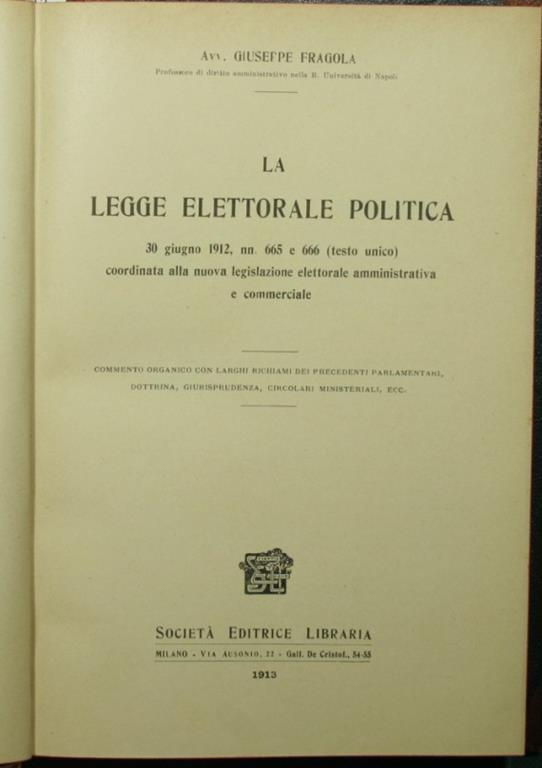 Avv. GIUSEPPE FRAGOLA
Professore di diritto amministrativo nella R. Università di Napoli
LA
LEGGE ELETTORALE POLITICA
30 giugno 1912, nn. 665 e 666 (testo unico)
coordinata alla nuova legislazione elettorale amministrativa
e commerciale
COMMENTO ORGANICO CON LARGHI RICHIAMI DEI PRECEDENTI PARLAMENTARI,
DOTTRINA, GIURISPRUDENZA, CIRCOLARI MINISTERIALI, ECC.
SOCIETÀ EDITRICE LIBRARIA
MILANO - VIA AUSONIO, 22 - Gall. De Cristof., 54-55
1913